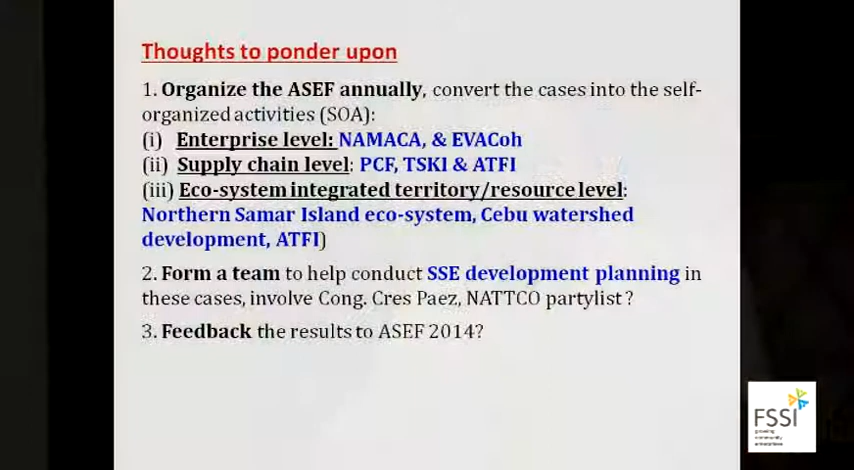 Thoughts to ponder upon
1. Organize the ASEF annually, convert the cases into the self-
organized activities (SOA):
(i) Enterprise level: NAMACA, & EVACoh
(ii) Supply chain level: PCF, TSKI & ATFI
(iii) Eco-system integrated territory/resource level:
Northern Samar Island eco-system, Cebu watershed
development, ATFI)
2. Form a team to help conduct SSE development planning in
these cases, involve Cong. Cres Paez, NATTCO partylist ?
3. Feedback the results to ASEF 2014?
FSSI
growing
community
enterprises